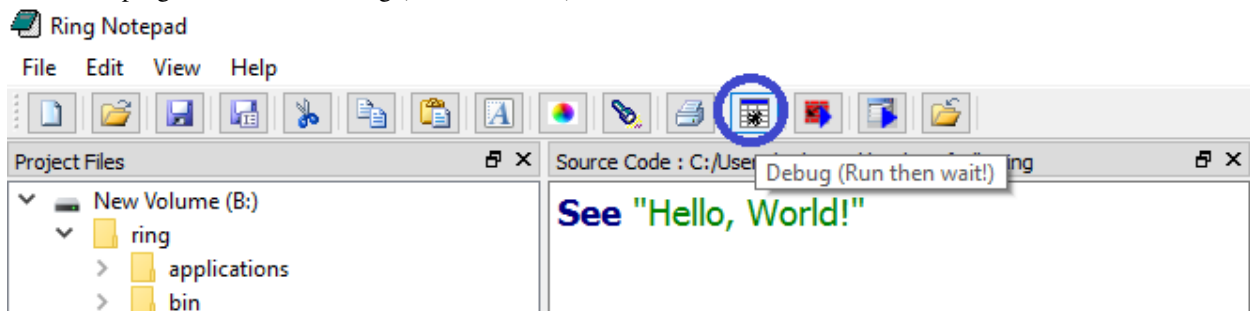 Ring Notepad
File Edit View Help
Project Files
Source Code : C:/Use ing
Debug (Run then wait!)
New Volume (B:)
See "Hello, World!"
ring
applications
bin